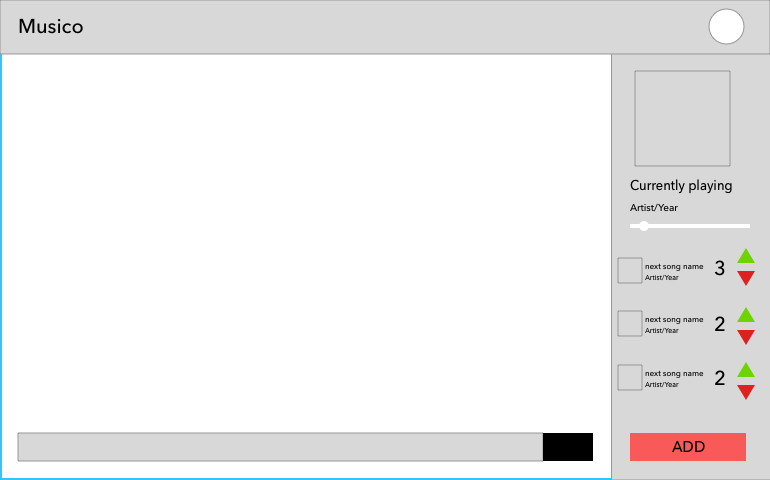 Musico
Currently playing
Artist/Year
next song name
Artist/Year
3
next song name
Artist/Year
2
next song name
Artist/Year
2
ADD